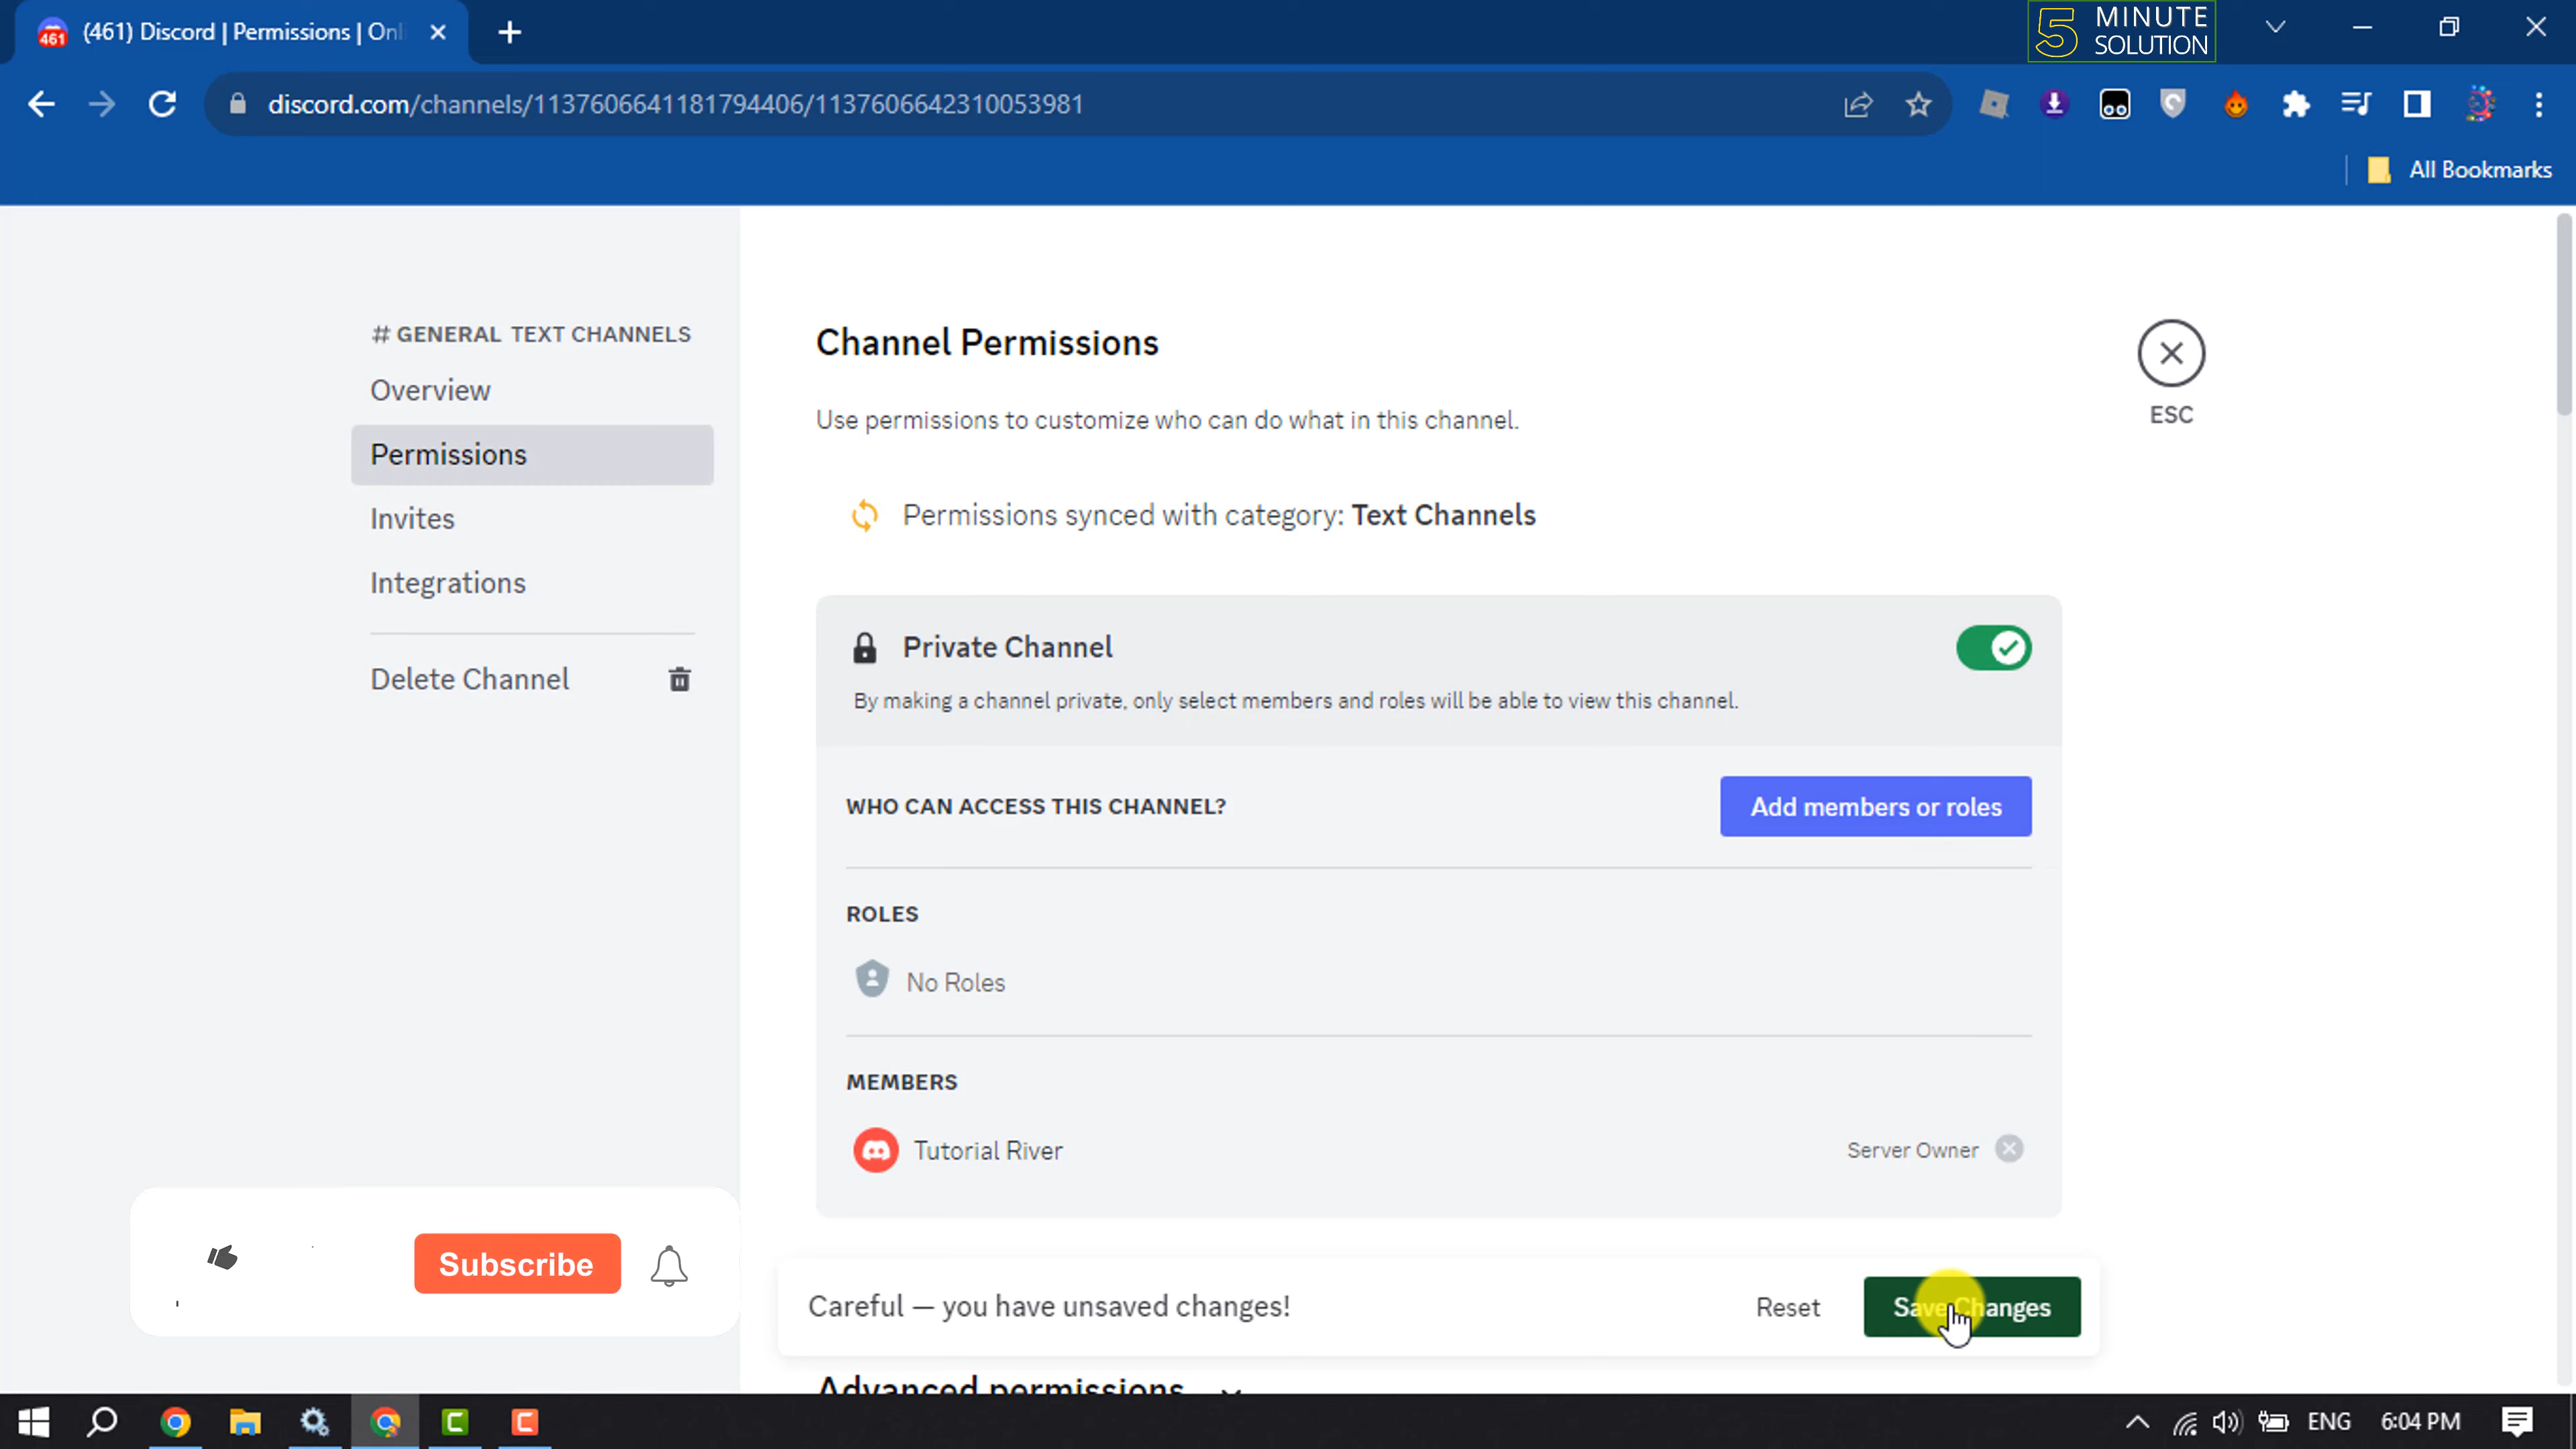 (461) Discord | Permissions | Onl
5 MINUTE SOLUTION
discord.com/channels/1137606641181794406/1137606642310053981
All Bookmarks
# GENERAL TEXT CHANNELS
Overview
Permissions
Invites
Integrations
Delete Channel
Channel Permissions
ESC
Use permissions to customize who can do what in this channel.
Permissions synced with category: Text Channels
Private Channel
By making a channel private, only select members and roles will be able to view this channel.
WHO CAN ACCESS THIS CHANNEL?
Add members or roles
ROLES
No Roles
MEMBERS
Tutorial River
Server Owner
Subscribe
Careful — you have unsaved changes!
Reset
Save Changes
Advanced permissions
ENG
6:04 PM
461